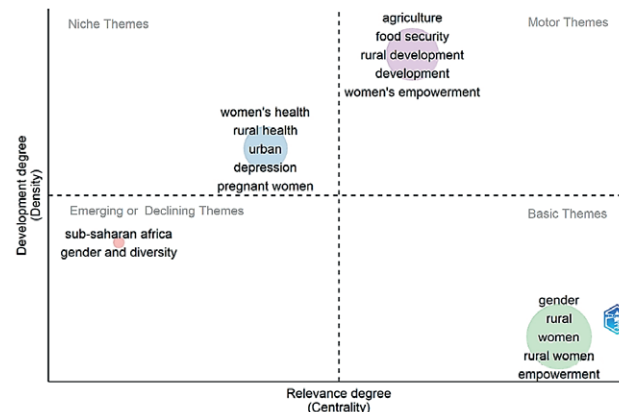 Niche Themes
Motor Themes
agriculture
food security
rural development
development
women's empowerment
women's health
rural health
urban
depression
pregnant women
Emerging or Declining Themes
Basic Themes
sub-saharan africa
gender and diversity
gender
rural
women
rural women
empowerment
Development degree
(Density)
Relevance degree
(Centrality)